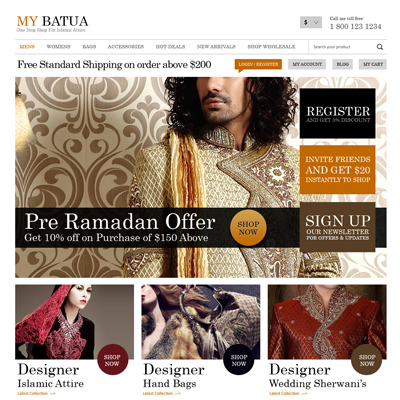 MY BATUA
One Stop Shop For Islamic Attire
$
Call me toll free
1 800 123 1234
MENS WOMENS BAGS ACCESSORIES HOT DEALS NEW ARRIVALS SHOP WHOLESALE
Search your product
Free Standard Shipping on order above $200
LOGIN / REGISTER MY ACCOUNT BLOG MY CART
REGISTER
AND GET 5% DISCOUNT
INVITE FRIENDS
AND GET $20
INSTANTLY TO SHOP
Pre Ramadan Offer
Get 10% off on Purchase of $150 Above
SHOP
NOW
SIGN UP
OUR NEWSLETTER
FOR OFFERS & UPDATES
Designer
Islamic Attire
Latest Collection
SHOP
NOW
Designer
Hand Bags
Latest Collection
SHOP
NOW
Designer
Wedding Sherwani's
Latest Collection
SHOP
NOW